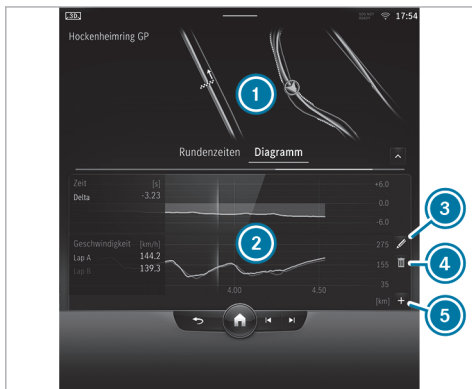 3D
17:54
Hockenheimring GP
1
Rundenzeiten Diagramm
Zeit [s]
Delta -3.23
+6.0
0.0
-6.0
3
Geschwindigkeit [km/h]
Lap A 144.2
Lap B 139.3
2
275
155
35
4
4.00 4.50 [km]
5